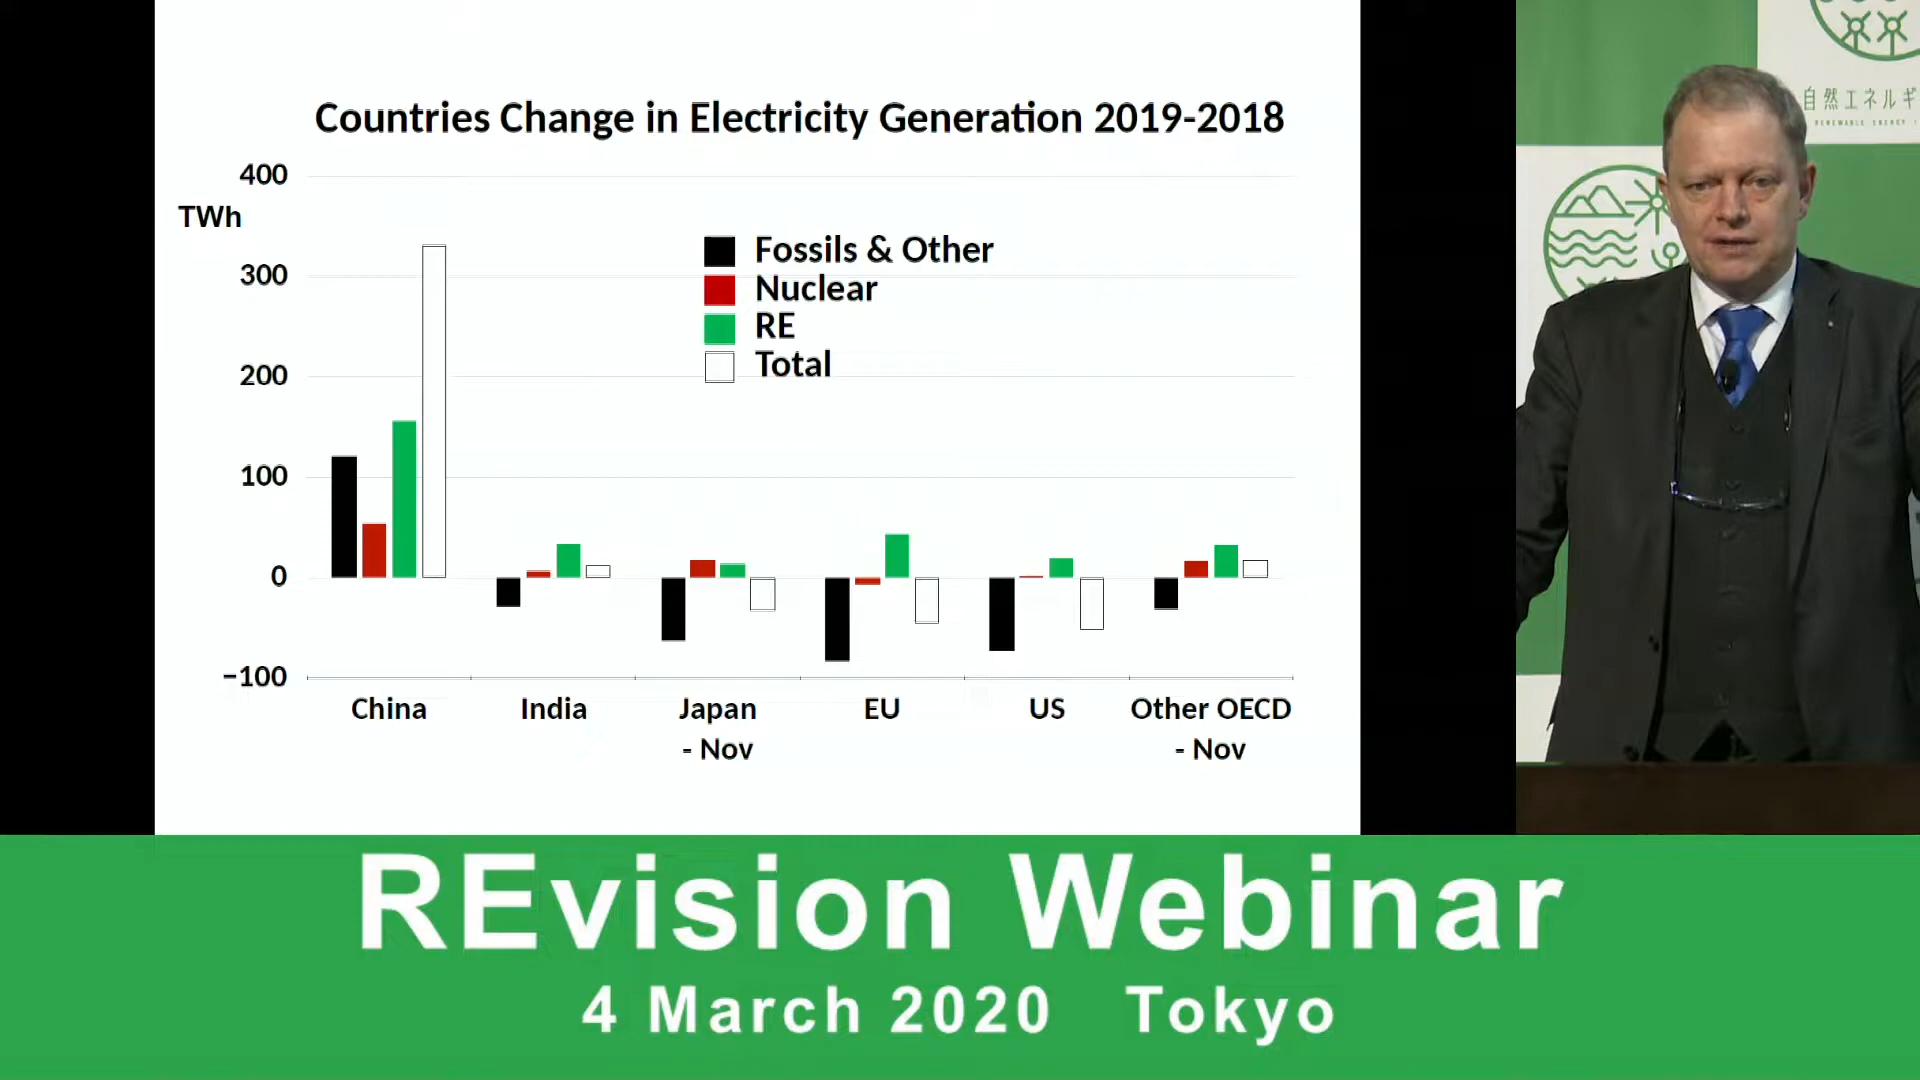 Countries Change in Electricity Generation 2019-2018
400
TWh
300
200
100
0
−100
Fossils & Other
Nuclear
RE
Total
China
India
Japan
- Nov
EU
US
Other OECD
- Nov
自然エネルギ
RENEWABLE ENERGY I
REvision Webinar
4 March 2020 Tokyo